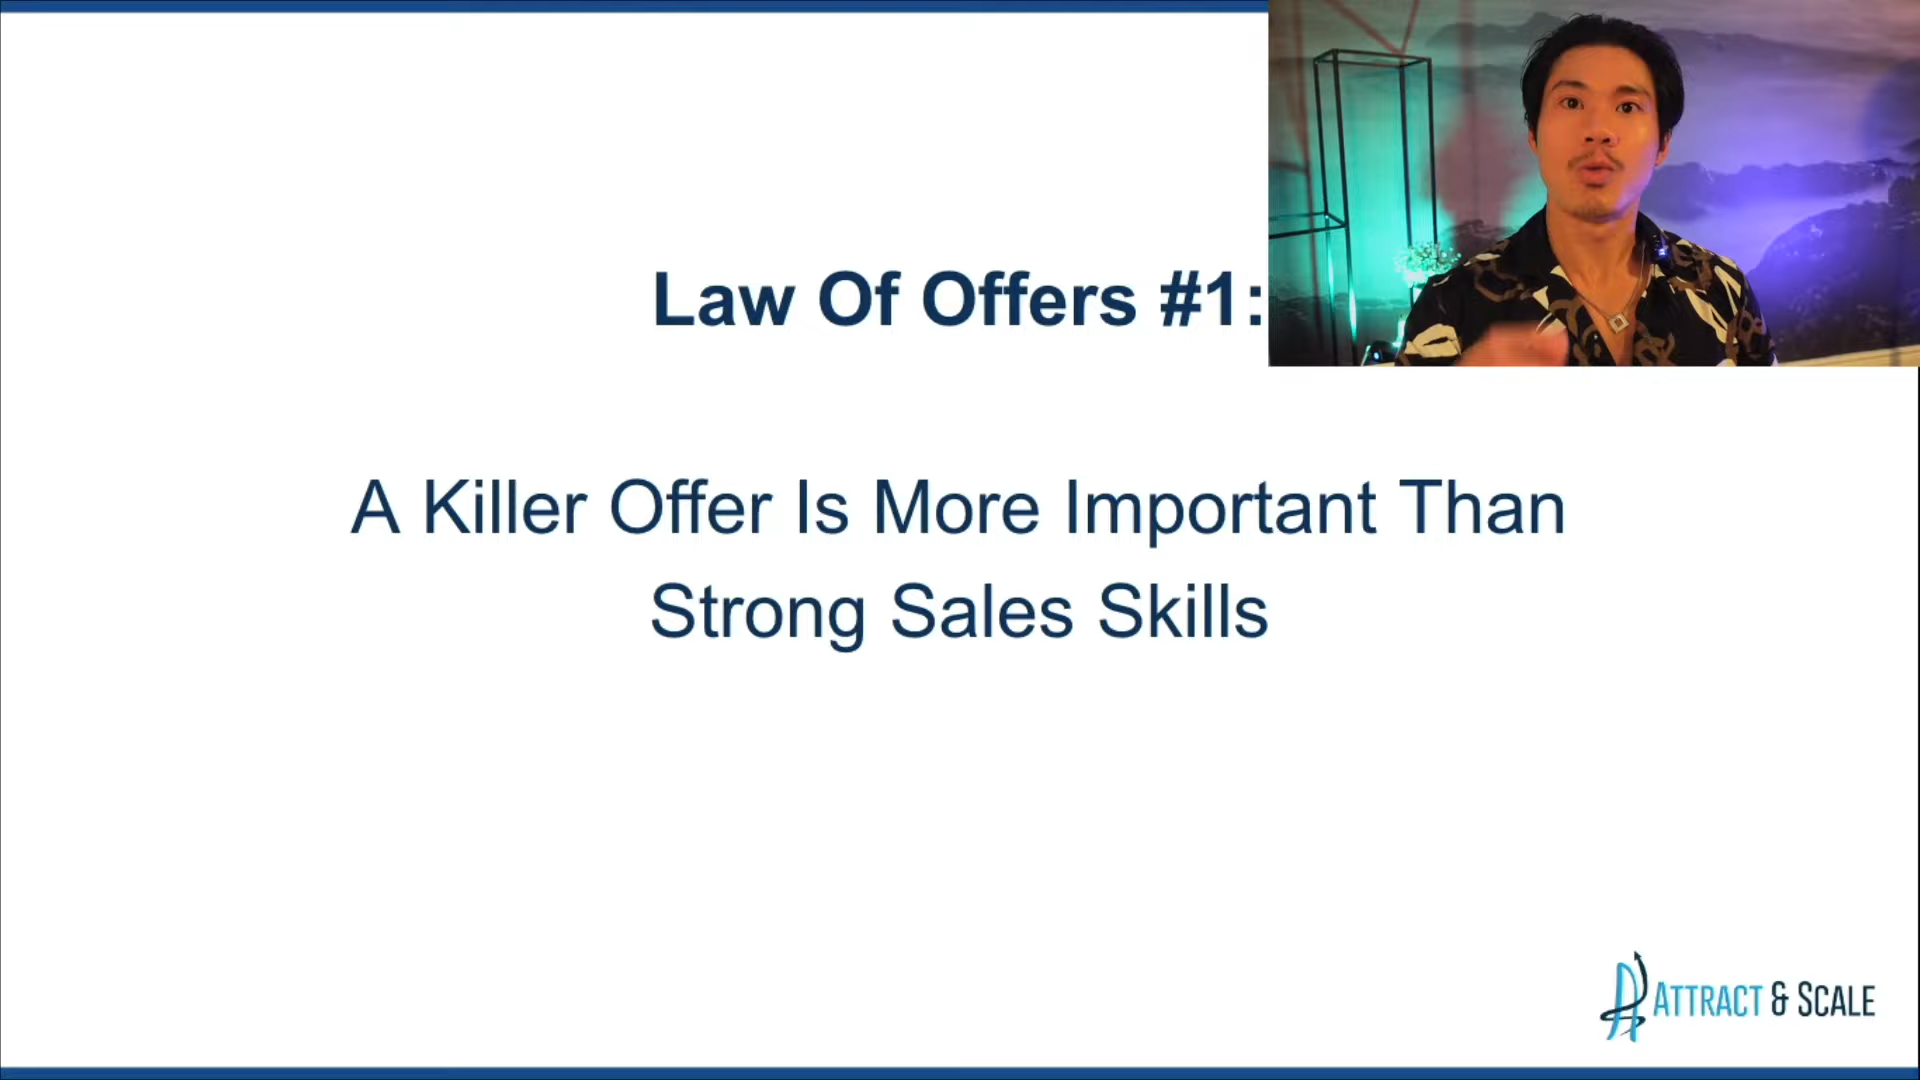 Law Of Offers #1:
A Killer Offer Is More Important Than
Strong Sales Skills
ATTRACT & SCALE